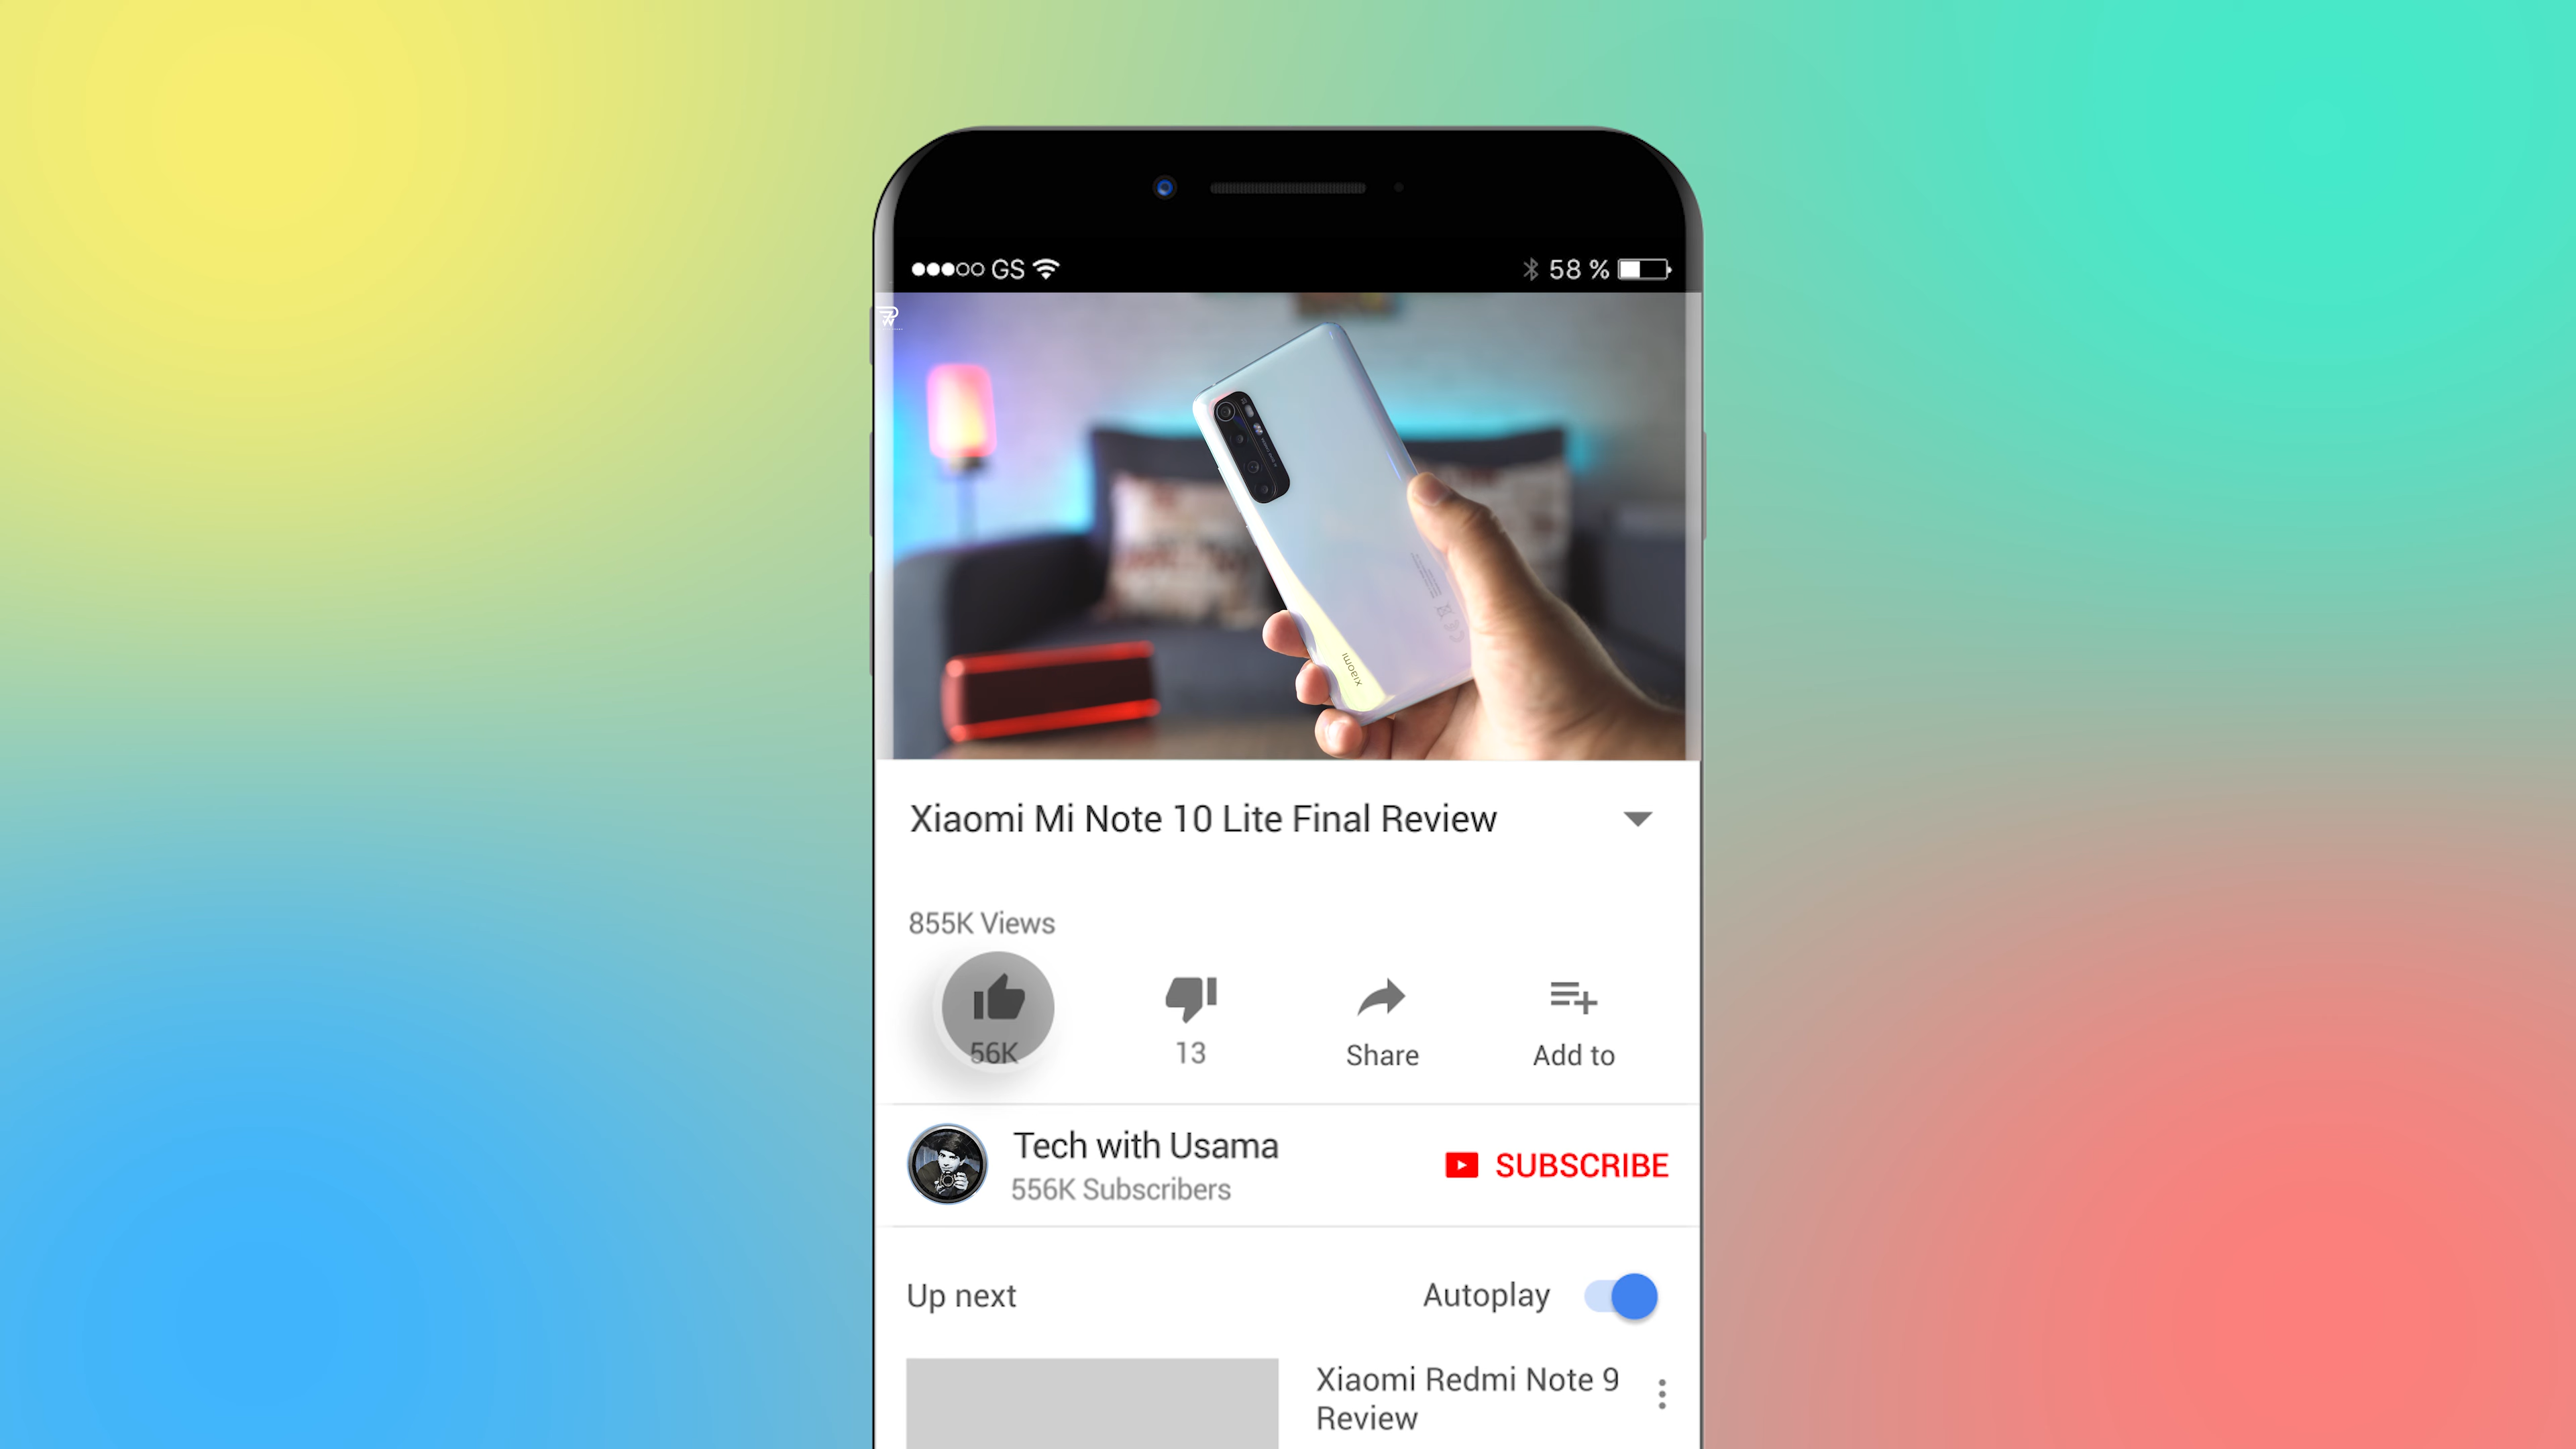 GS 58 %
xiaomi
Xiaomi Mi Note 10 Lite Final Review
855K Views
56K 13 Share Add to
Tech with Usama
556K Subscribers
SUBSCRIBE
Up next Autoplay
Xiaomi Redmi Note 9
Review